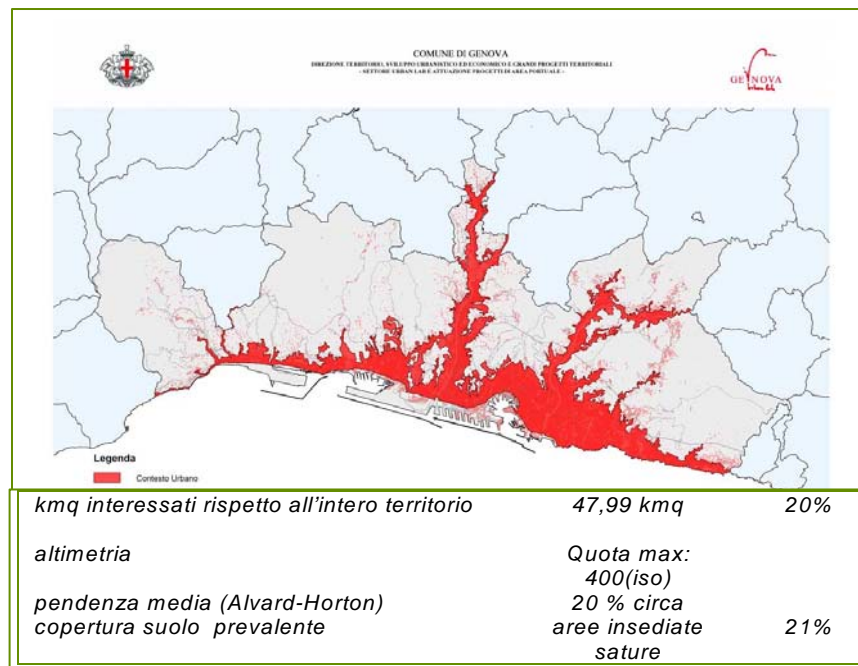 COMUNE DI GENOVA
DIREZIONE TERRITORIO, SVILUPPO URBANISTICO ED ECONOMICO E GRANDI PROGETTI TERRITORIALI
- SETTORE URBAN LAB E ATTUAZIONE PROGETTI DI AREA PORTUALE -
GENOVA
Urban Lab
Legenda
Contesto Urbano
kmq interessati rispetto all'intero territorio 47,99 kmq 20%
altimetria Quota max:
400(iso)
pendenza media (Alvard-Horton) 20 % circa
copertura suolo prevalente aree insediate 21%
sature